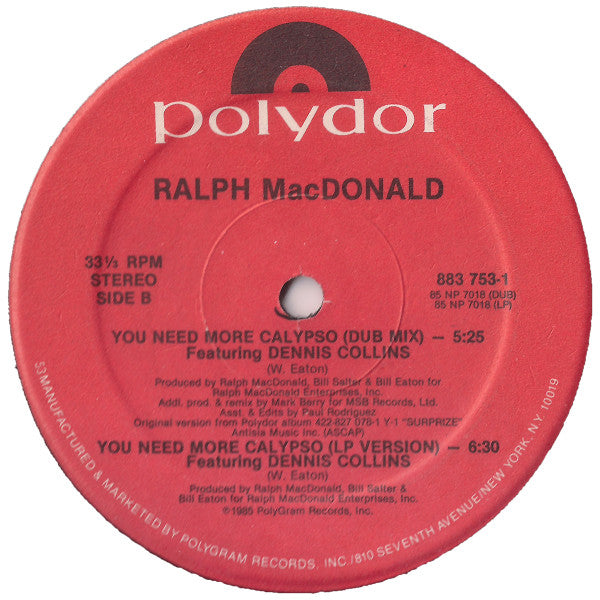 polydor
RALPH MacDONALD
33⅓ RPM
STEREO
SIDE B
883 753-1
85 NP 7018 (DUB)
85 NP 7018 (LP)
YOU NEED MORE CALYPSO (DUB MIX) — 5:25
Featuring DENNIS COLLINS
(W. Eaton)
Produced by Ralph MacDonald, Bill Salter & Bill Eaton for
Ralph MacDonald Enterprises, Inc.
Addl. prod. & remix by Mark Berry for MSB Records, Ltd.
Asst. & Edits by Paul Rodriguez
Original version from Polydor album 422-827 078-1 Y-1 "SURPRIZE"
Antisia Music Inc. (ASCAP)
YOU NEED MORE CALYPSO (LP VERSION) — 6:30
Featuring DENNIS COLLINS
(W. Eaton)
Produced by Ralph MacDonald, Bill Salter &
Bill Eaton for Ralph MacDonald Enterprises, Inc.
℗1985 PolyGram Records, Inc.
53 MANUFACTURED & MARKETED BY POLYGRAM RECORDS, INC./810 SEVENTH AVENUE/NEW YORK, N.Y. 10019